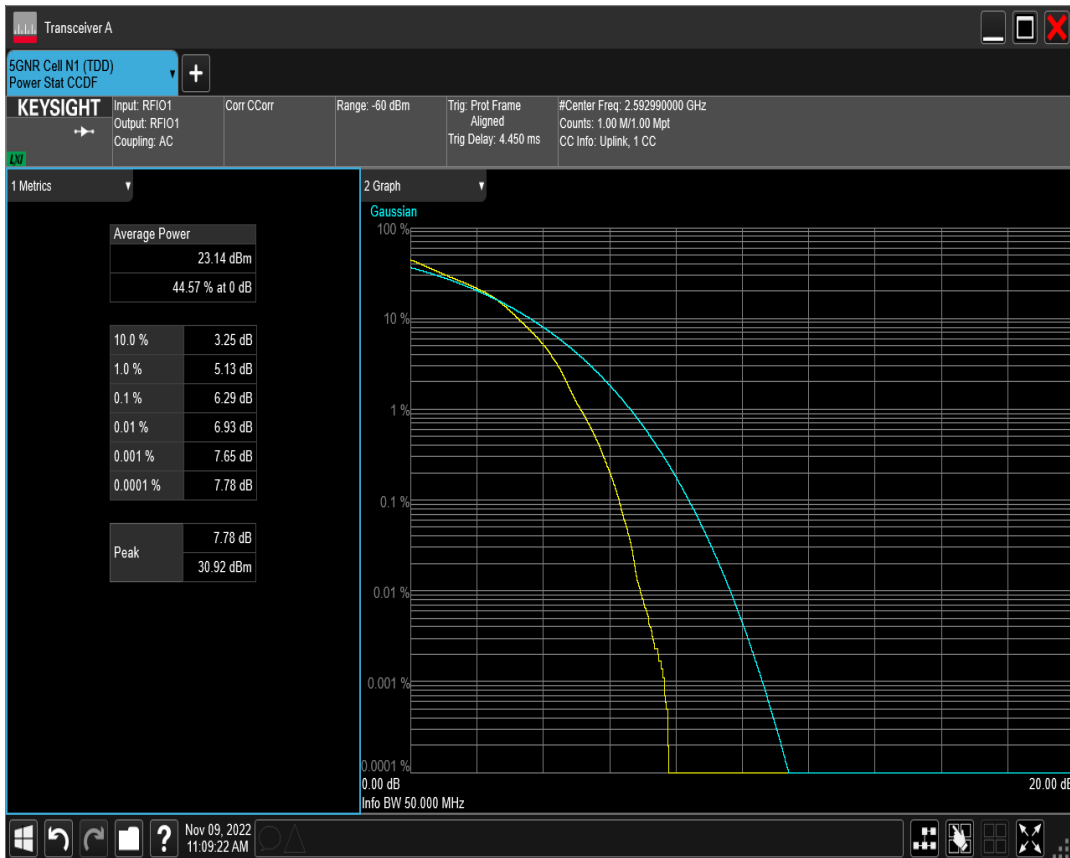 Transceiver A
5GNR Cell N1 (TDD)
Power Stat CCDF
+
KEYSIGHT
LXI
Input: RFIO1
Output: RFIO1
Coupling: AC
Corr CCorr
Range: -60 dBm
Trig: Prot Frame
Aligned
Trig Delay: 4.450 ms
#Center Freq: 2.592990000 GHz
Counts: 1.00 M/1.00 Mpt
CC Info: Uplink, 1 CC
1 Metrics
Average Power
23.14 dBm
44.57 % at 0 dB
10.0 % 3.25 dB
1.0 % 5.13 dB
0.1 % 6.29 dB
0.01 % 6.93 dB
0.001 % 7.65 dB
0.0001 % 7.78 dB
Peak 7.78 dB
30.92 dBm
2 Graph
Gaussian
100 %
10 %
1 %
0.1 %
0.01 %
0.001 %
0.0001 %
0.00 dB 20.00 dB
Info BW 50.000 MHz
? Nov 09, 2022
11:09:22 AM